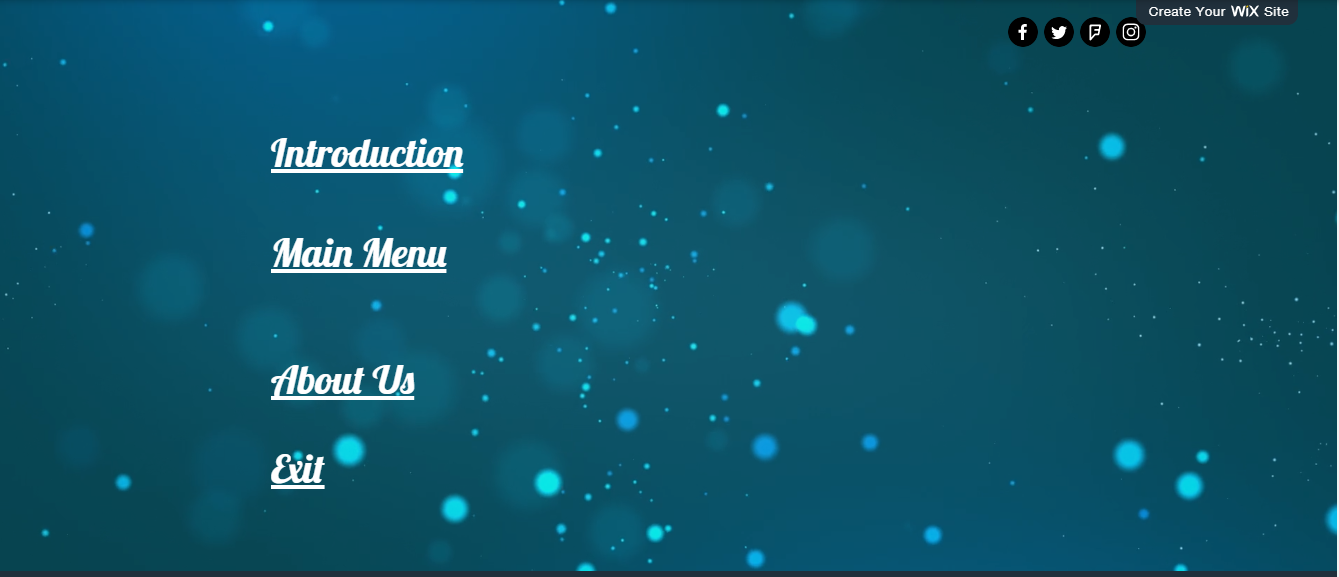 Create Your WiX Site
Introduction
Main Menu
About Us
Exit